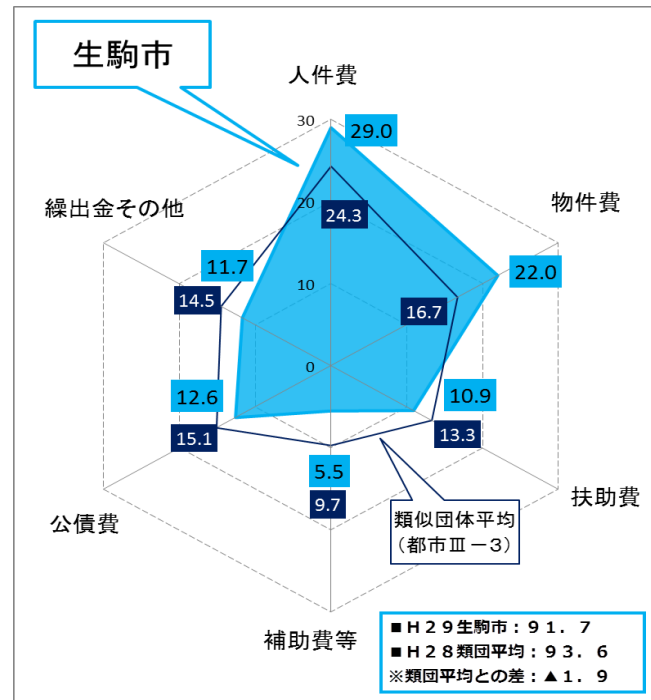 生駒市
人件費
30
29.0
物件費
繰出金その他
20
24.3
22.0
11.7
14.5
10
16.7
0
12.6
15.1
10.9
13.3
5.5
9.7
公債費
類似団体平均
(都市Ⅲ－3)
扶助費
補助費等
■Ｈ２９生駒市：９１．７
■Ｈ２８類団平均：９３．６
※類団平均との差：▲１．９